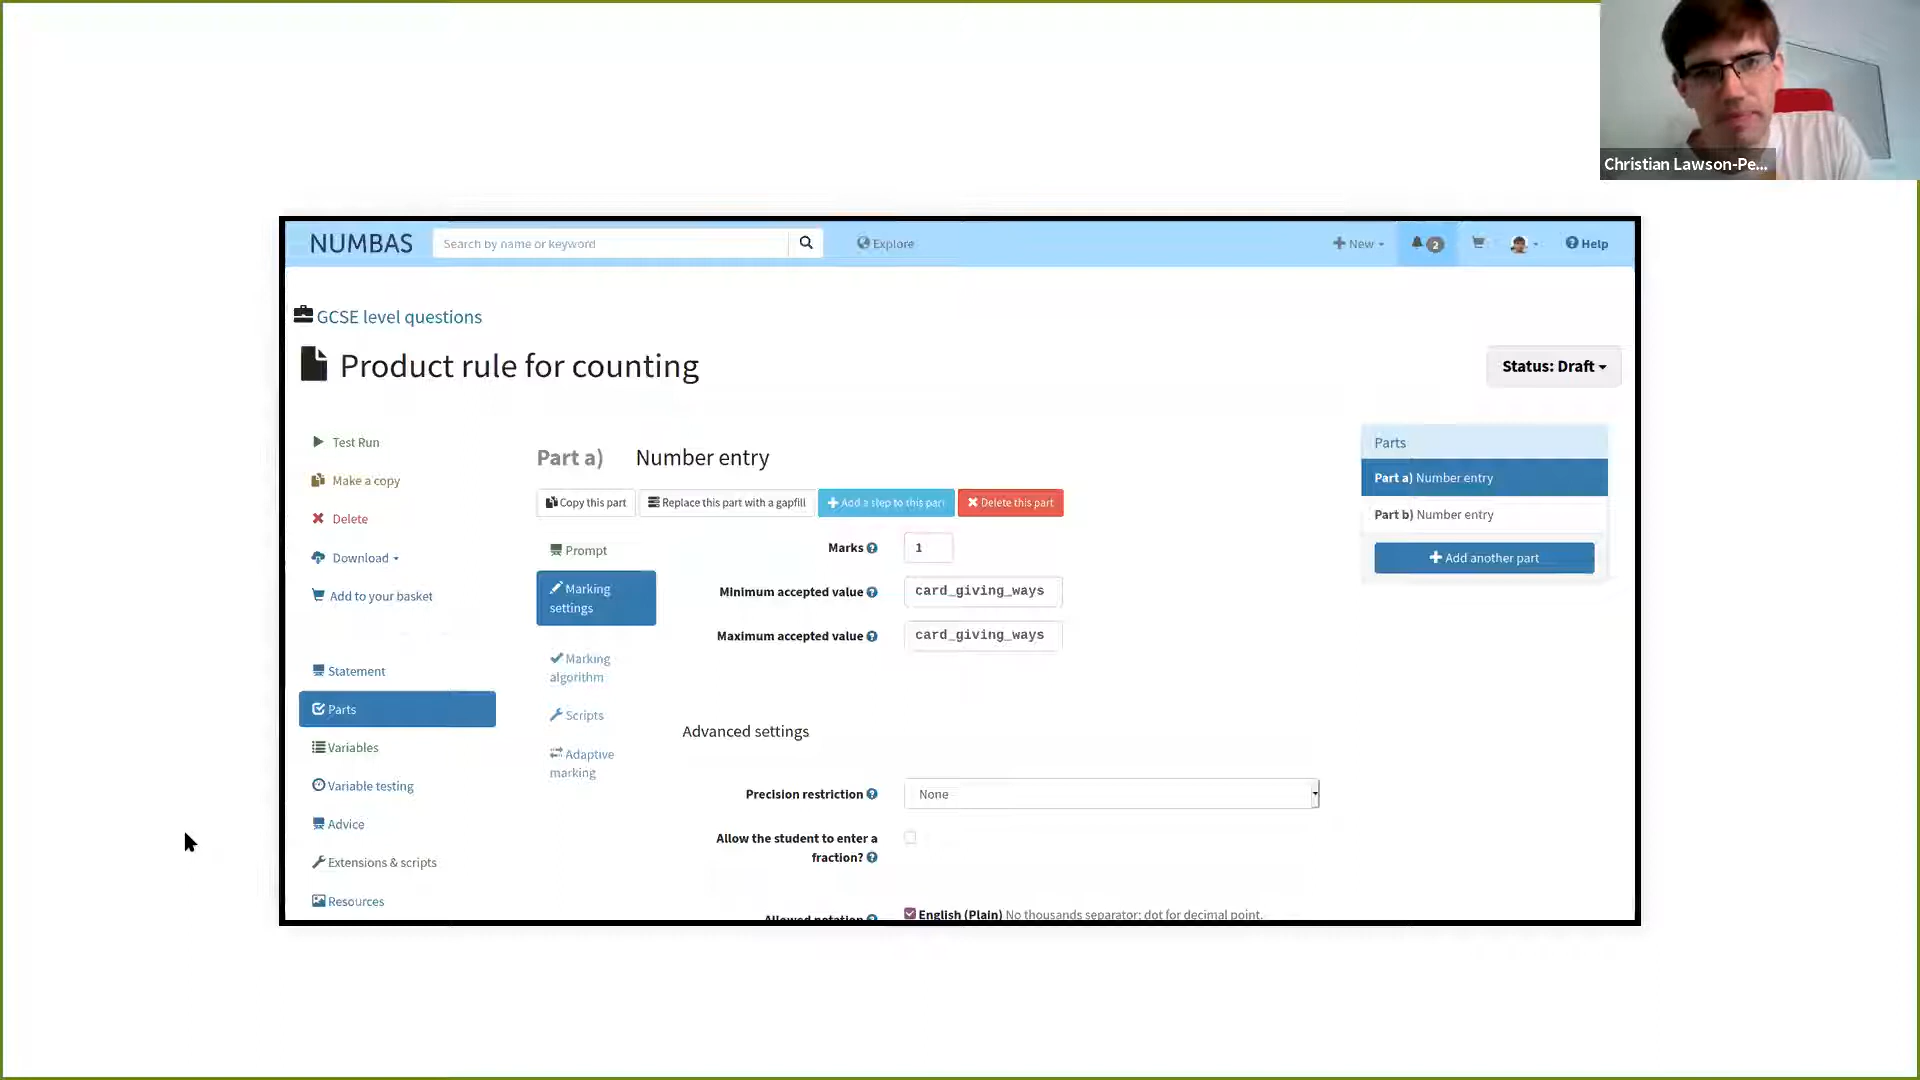 Christian Lawson-Pe...
NUMBAS
Search by name or keyword
Explore
New
2
Help
GCSE level questions
Product rule for counting
Status: Draft
Test Run
Make a copy
Delete
Download
Add to your basket
Statement
Parts
Variables
Variable testing
Advice
Extensions & scripts
Resources
Part a) Number entry
Copy this part
Replace this part with a gapfill
Add a step to this part
Delete this part
Prompt
Marking
settings
Marking
algorithm
Scripts
Adaptive
marking
Marks
1
Minimum accepted value
card_giving_ways
Maximum accepted value
card_giving_ways
Advanced settings
Precision restriction
None
Allow the student to enter a
fraction?
Allowed notation
English (Plain) No thousands separator; dot for decimal point.
Parts
Part a) Number entry
Part b) Number entry
Add another part